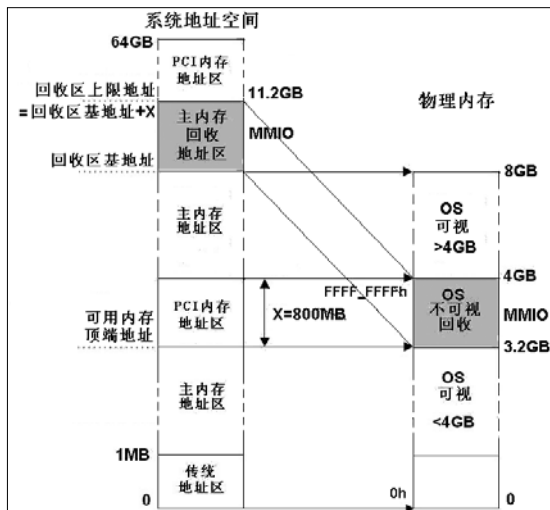 系统地址空间
64GB
PCI内存
地址区
回收区上限地址
=回收区基地址+X
11.2GB
主内存
回收
地址区
MMIO
物理内存
回收区基地址
8GB
主内存
地址区
OS
可视
>4GB
4GB
FFFF_FFFFh
PCI内存
地址区
X=800MB
OS
不可视
回收
MMIO
可用内存
顶端地址
3.2GB
主内存
地址区
OS
可视
<4GB
1MB
传统
地址区
0
0h
0